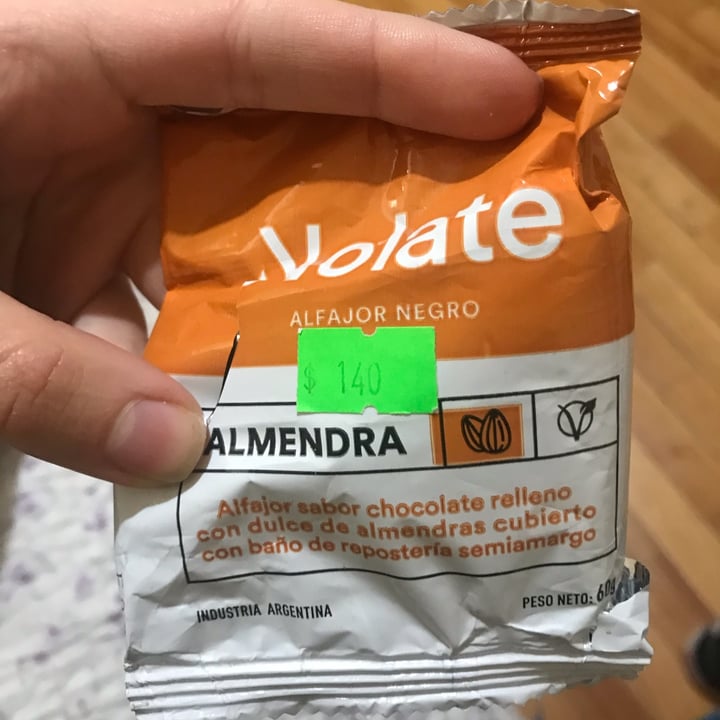 Volate
ALFAJOR NEGRO
$ 140
ALMENDRA
Alfajor sabor chocolate relleno
con dulce de almendras cubierto
con baño de repostería semiamargo
INDUSTRIA ARGENTINA
PESO NETO: 60g